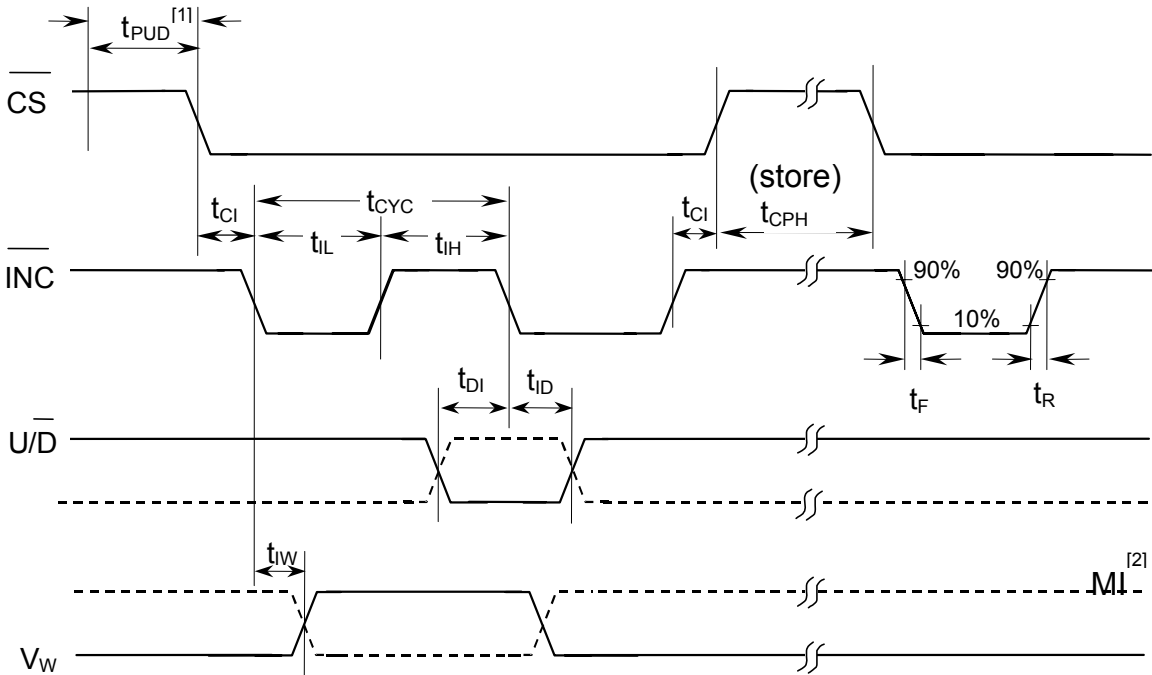 tPUD[1]
CS
(store)
tCI tCYC tCI tCPH
tIL tIH
INC 90% 90%
10%
tDI tID tF tR
U/D
tIW
MI[2]
VW